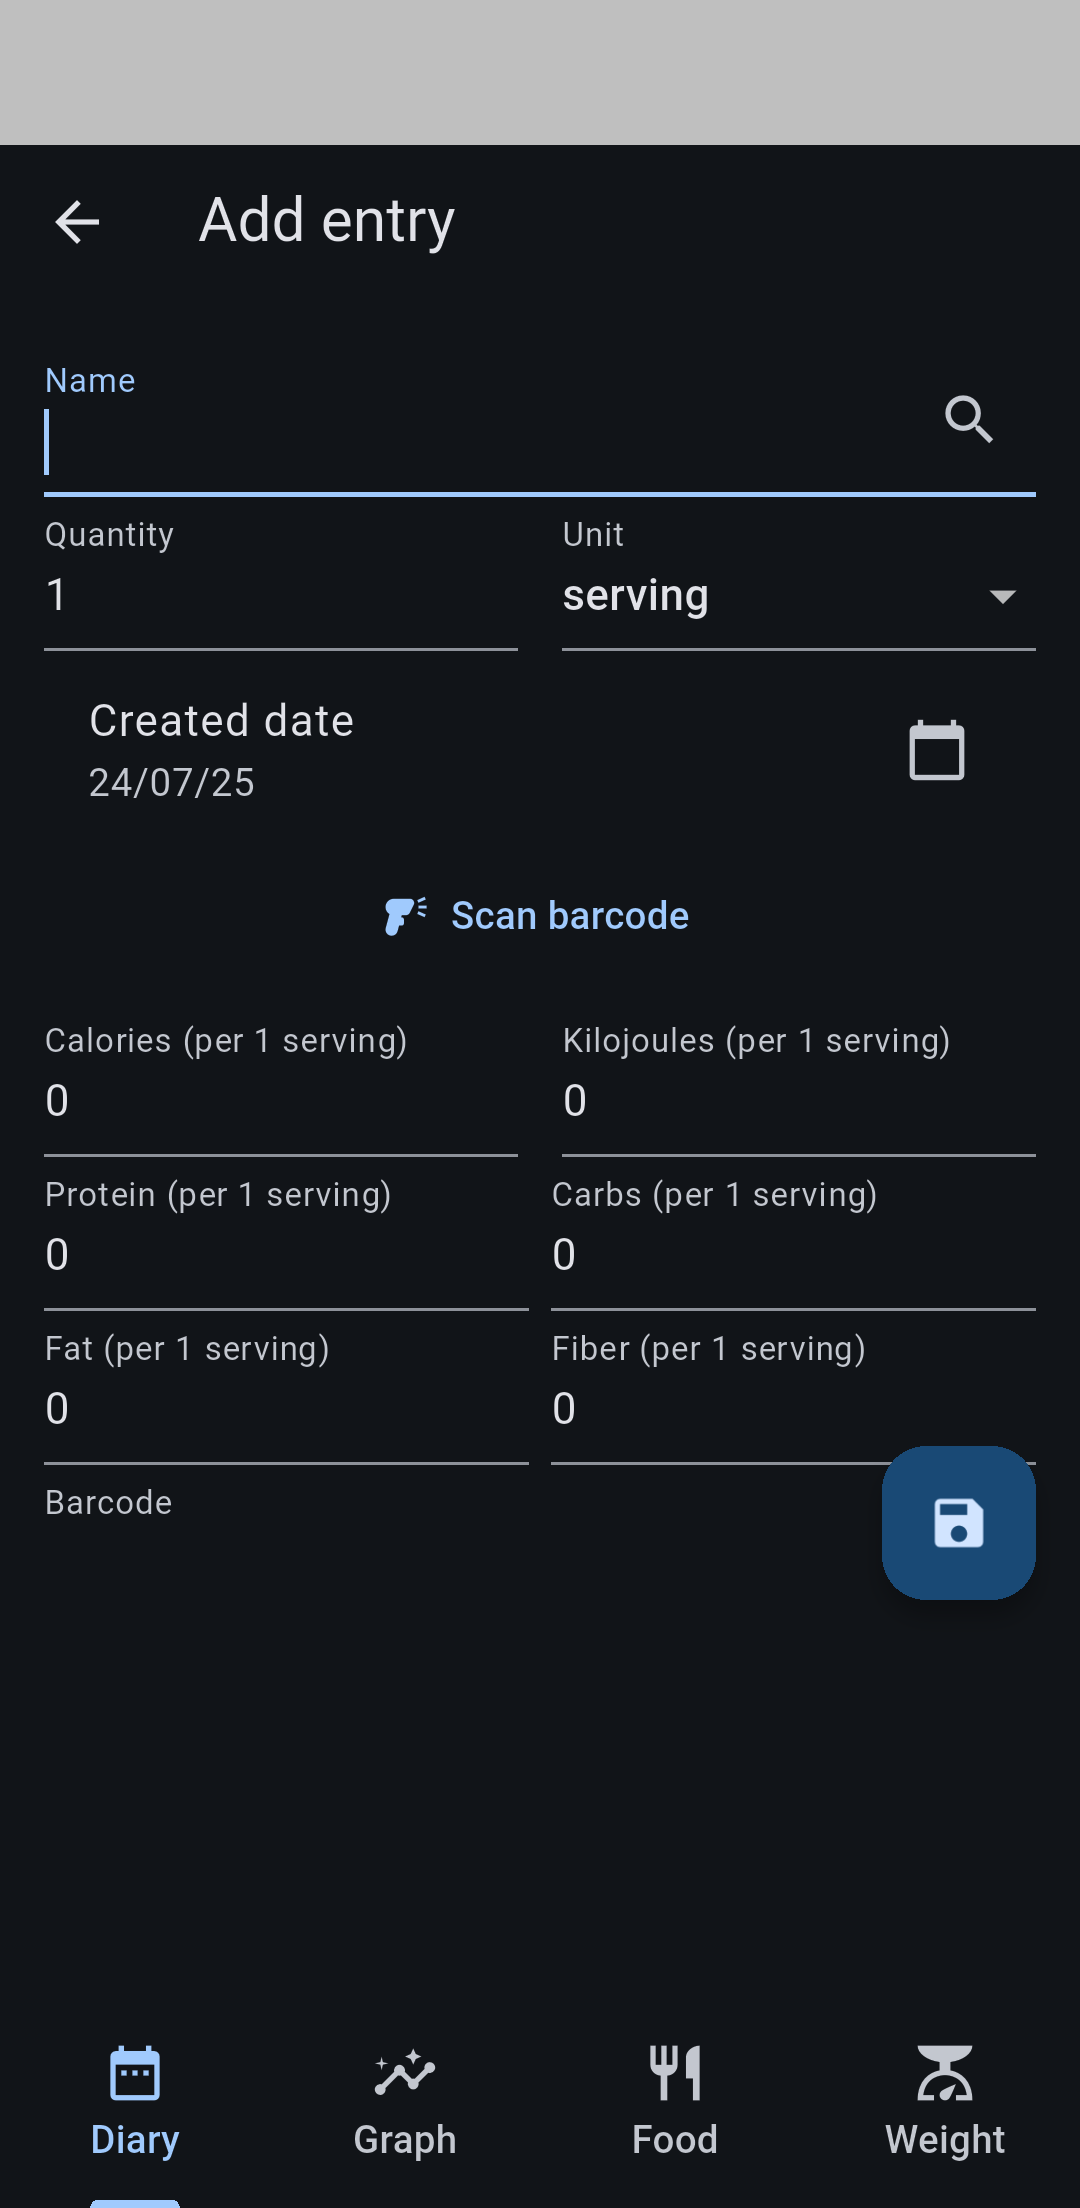 Add entry
Name
Quantity
Unit
1
serving
Created date
24/07/25
Scan barcode
Calories (per 1 serving)
Kilojoules (per 1 serving)
0
0
Protein (per 1 serving)
Carbs (per 1 serving)
0
0
Fat (per 1 serving)
Fiber (per 1 serving)
0
0
Barcode
Diary
Graph
Food
Weight